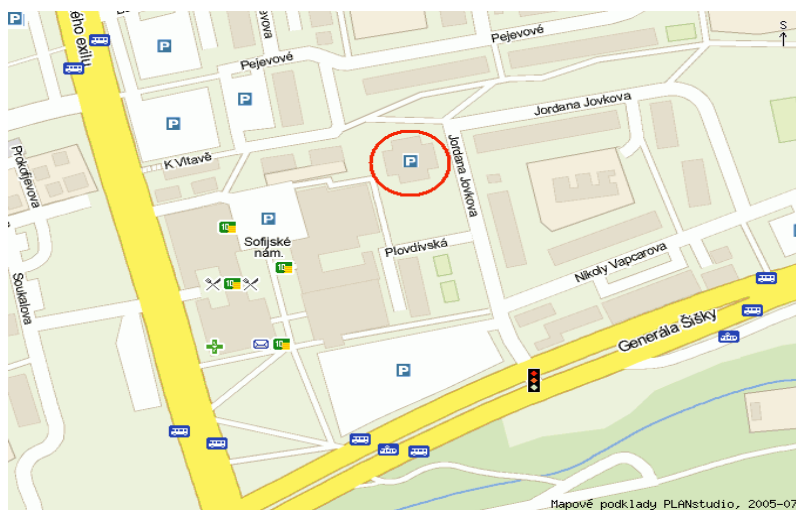 P
ého exilu
Pejevové
Pejevové
S
P
P
P
Jordana Jovkova
K Vltavě
P
Jordana Jovkova
Prokofjevova
P
Sofijské
nám.
Plovdivská
Nikoly Vapcarova
Soukalova
Generála Šišky
P
P
Mapové podklady PLANstudio, 2005-07